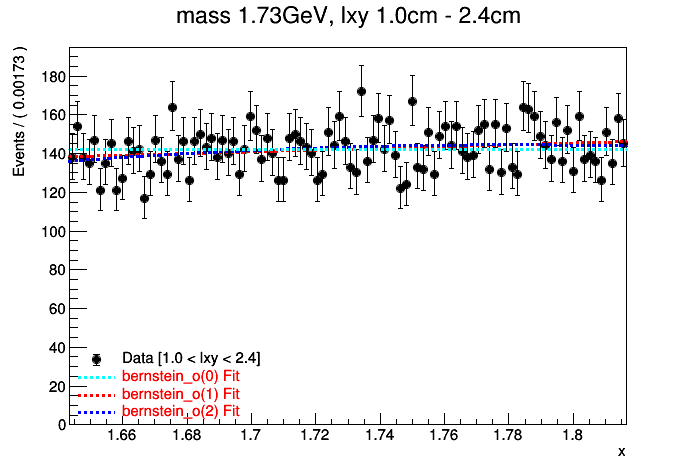 mass 1.73GeV, lxy 1.0cm - 2.4cm
Events / ( 0.00173 )
180
160
140
120
100
80
60
40
20
0
Data [1.0 < lxy < 2.4]
bernstein_o(0) Fit
bernstein_o(1) Fit
bernstein_o(2) Fit
1.66 1.68 1.7 1.72 1.74 1.76 1.78 1.8
x